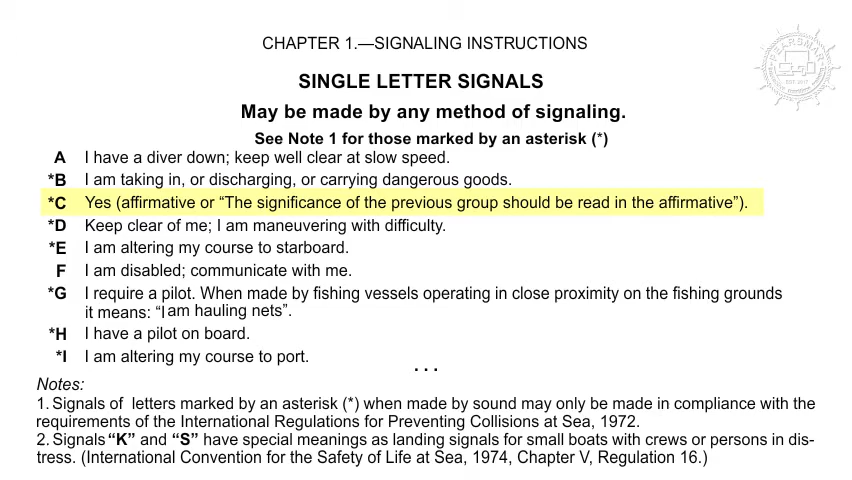 CHAPTER 1.—SIGNALING INSTRUCTIONS
PEARSMAR
EST. 2017
SINGLE LETTER SIGNALS
May be made by any method of signaling.
See Note 1 for those marked by an asterisk (*)
A I have a diver down; keep well clear at slow speed.
*B I am taking in, or discharging, or carrying dangerous goods.
*C Yes (affirmative or “The significance of the previous group should be read in the affirmative”).
*D Keep clear of me; I am maneuvering with difficulty.
*E I am altering my course to starboard.
F I am disabled; communicate with me.
*G I require a pilot. When made by fishing vessels operating in close proximity on the fishing grounds
it means: “I am hauling nets”.
*H I have a pilot on board.
*I I am altering my course to port.
. . .
Notes:
1. Signals of letters marked by an asterisk (*) when made by sound may only be made in compliance with the
requirements of the International Regulations for Preventing Collisions at Sea, 1972.
2. Signals “K” and “S” have special meanings as landing signals for small boats with crews or persons in dis-
tress. (International Convention for the Safety of Life at Sea, 1974, Chapter V, Regulation 16.)